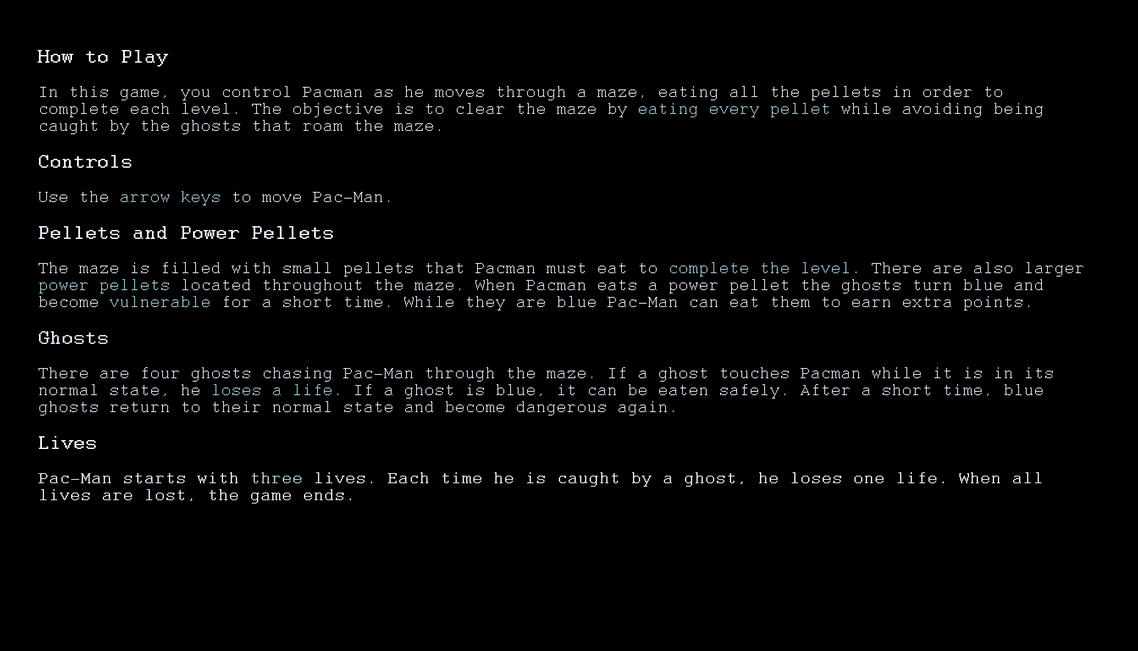 How to Play
In this game, you control Pacman as he moves through a maze, eating all the pellets in order to
complete each level. The objective is to clear the maze by eating every pellet while avoiding being
caught by the ghosts that roam the maze.
Controls
Use the arrow keys to move Pac-Man.
Pellets and Power Pellets
The maze is filled with small pellets that Pacman must eat to complete the level. There are also larger
power pellets located throughout the maze. When Pacman eats a power pellet the ghosts turn blue and
become vulnerable for a short time. While they are blue Pac-Man can eat them to earn extra points.
Ghosts
There are four ghosts chasing Pac-Man through the maze. If a ghost touches Pacman while it is in its
normal state, he loses a life. If a ghost is blue, it can be eaten safely. After a short time, blue
ghosts return to their normal state and become dangerous again.
Lives
Pac-Man starts with three lives. Each time he is caught by a ghost, he loses one life. When all
lives are lost, the game ends.